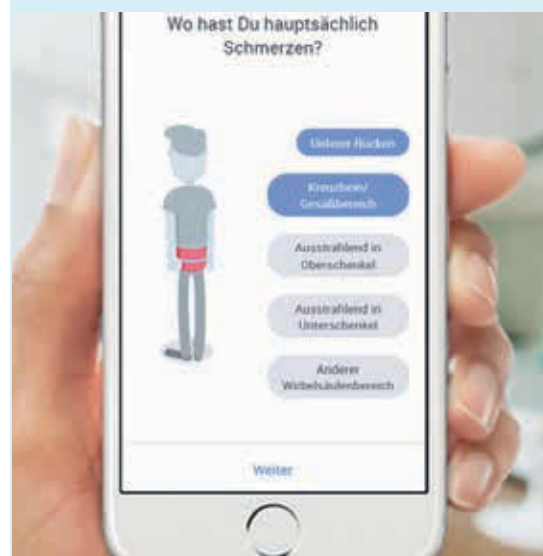 Wo hast Du hauptsächlich
Schmerzen?
Unterer Rücken
Kreuzbein/
Gesäßbereich
Ausstrahlend in
Oberschenkel
Ausstrahlend in
Unterschenkel
Anderer
Wirbelsäulenbereich
Weiter